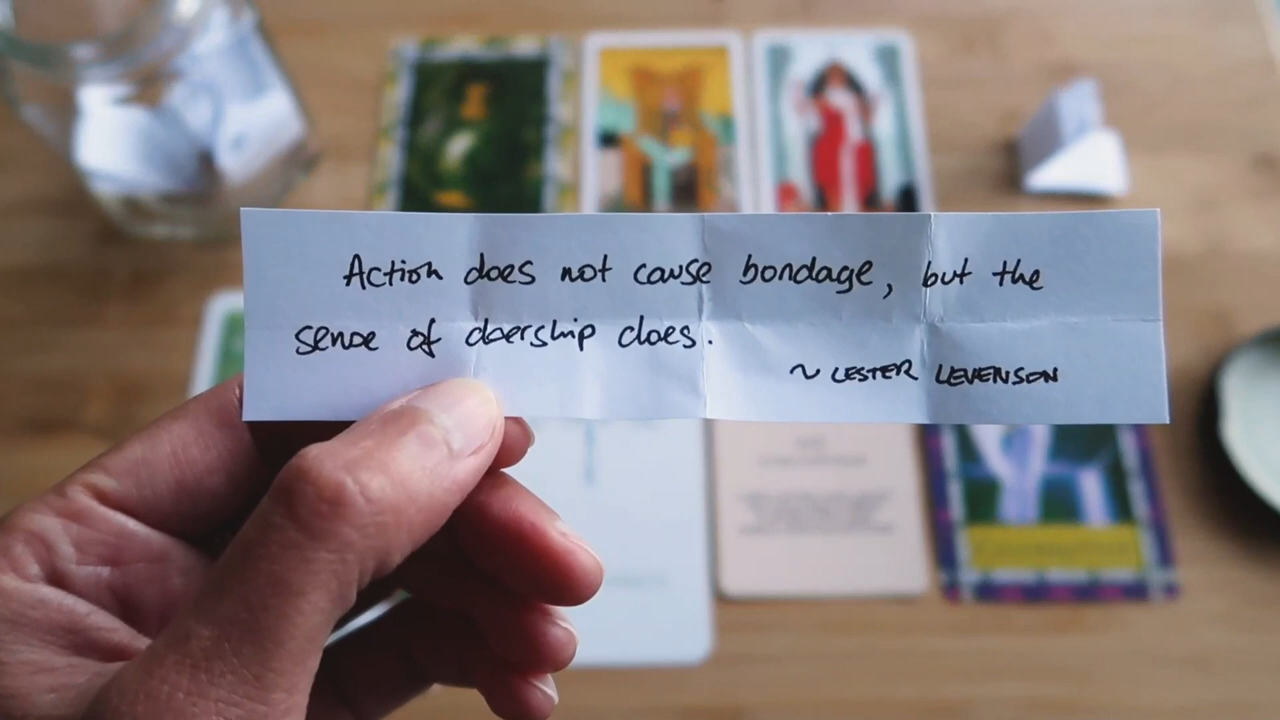 Action does not cause bondage, but the
sense of doership does.
~ LESTER LEVENSON